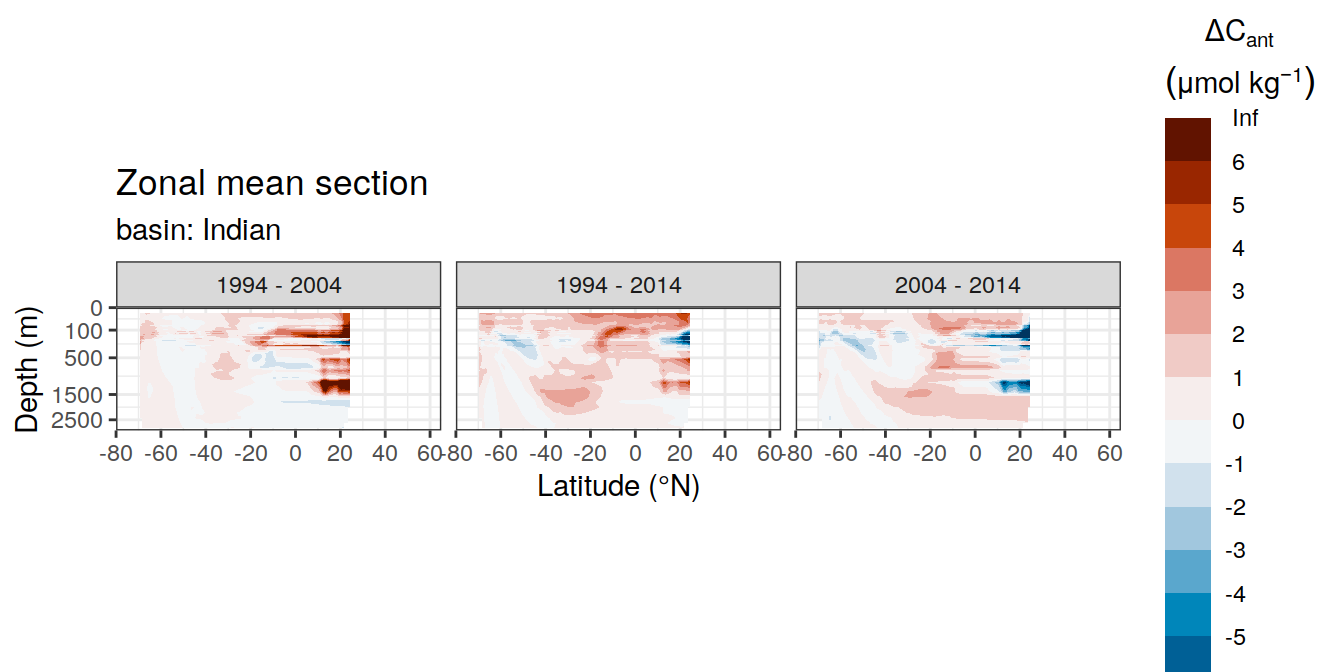 Zonal mean section
basin: Indian
1994 - 2004
1994 - 2014
2004 - 2014
Depth (m)
0
100
500
1500
2500
-80 -60 -40 -20 0 20 40 60
-80 -60 -40 -20 0 20 40 60
-80 -60 -40 -20 0 20 40 60
Latitude (°N)
ΔCant
(µmol kg⁻¹)
Inf
6
5
4
3
2
1
0
-1
-2
-3
-4
-5